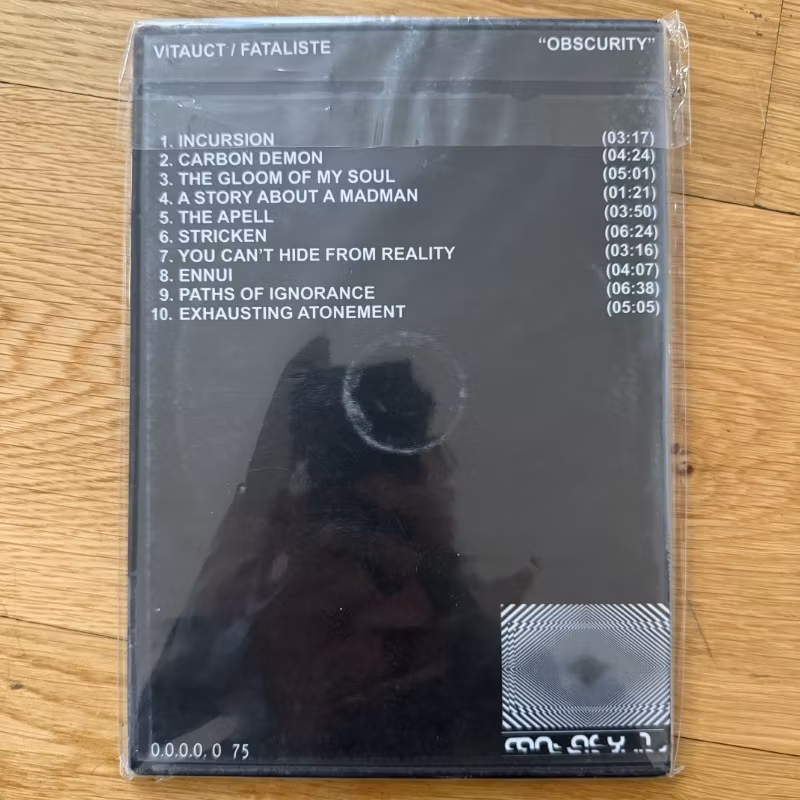 VITAUCT / FATALISTE "OBSCURITY"
1. INCURSION (03:17)
2. CARBON DEMON (04:24)
3. THE GLOOM OF MY SOUL (05:01)
4. A STORY ABOUT A MADMAN (01:21)
5. THE APELL (03:50)
6. STRICKEN (06:24)
7. YOU CAN'T HIDE FROM REALITY (03:16)
8. ENNUI (04:07)
9. PATHS OF IGNORANCE (06:38)
10. EXHAUSTING ATONEMENT (05:05)
0.0.0.0. 0 75